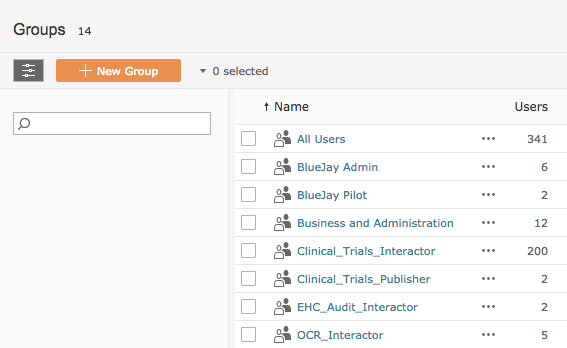 Groups 14
New Group 0 selected
Name Users
All Users 341
BlueJay Admin 6
BlueJay Pilot 2
Business and Administration 12
Clinical_Trials_Interactor 200
Clinical_Trials_Publisher 2
EHC_Audit_Interactor 2
OCR_Interactor 5